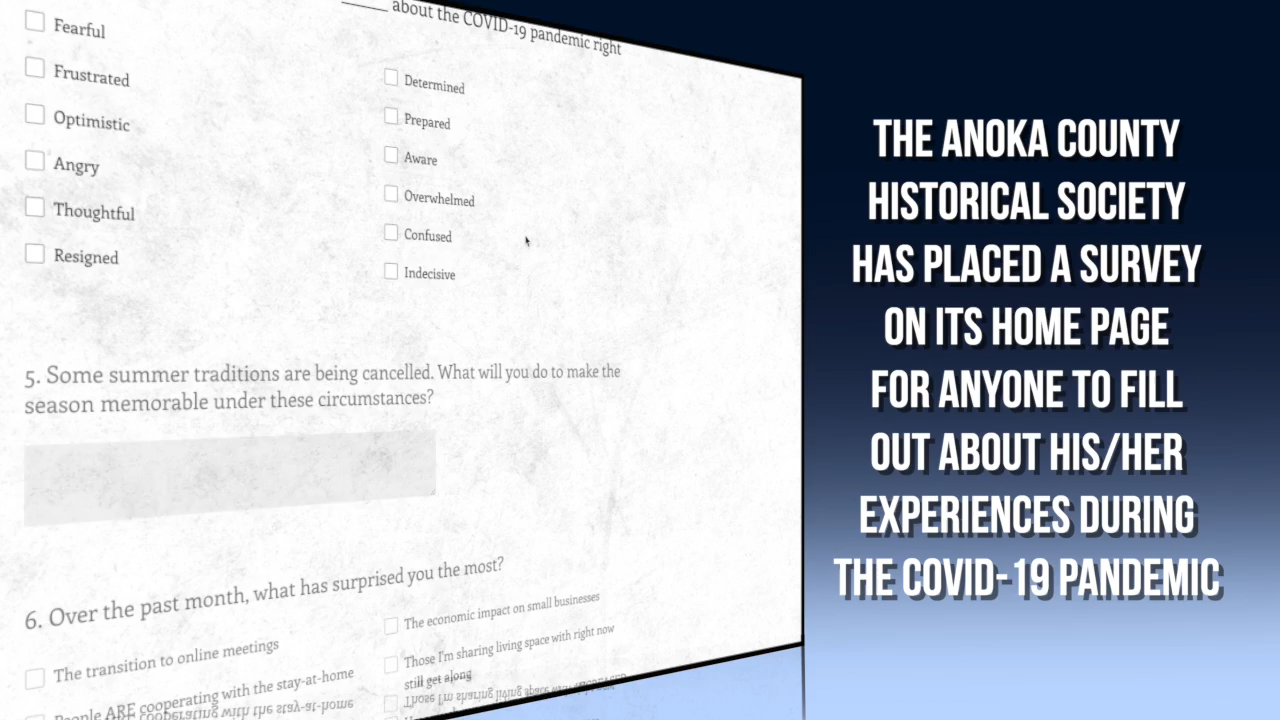 _____ about the COVID-19 pandemic right
Fearful
Frustrated
Optimistic
Angry
Thoughtful
Resigned
Determined
Prepared
Aware
Overwhelmed
Confused
Indecisive
5. Some summer traditions are being cancelled. What will you do to make the
season memorable under these circumstances?
6. Over the past month, what has surprised you the most?
The transition to online meetings
People ARE cooperating with the stay-at-home
The economic impact on small businesses
Those I'm sharing living space with right now
still get along
THE ANOKA COUNTY
HISTORICAL SOCIETY
HAS PLACED A SURVEY
ON ITS HOME PAGE
FOR ANYONE TO FILL
OUT ABOUT HIS/HER
EXPERIENCES DURING
THE COVID-19 PANDEMIC